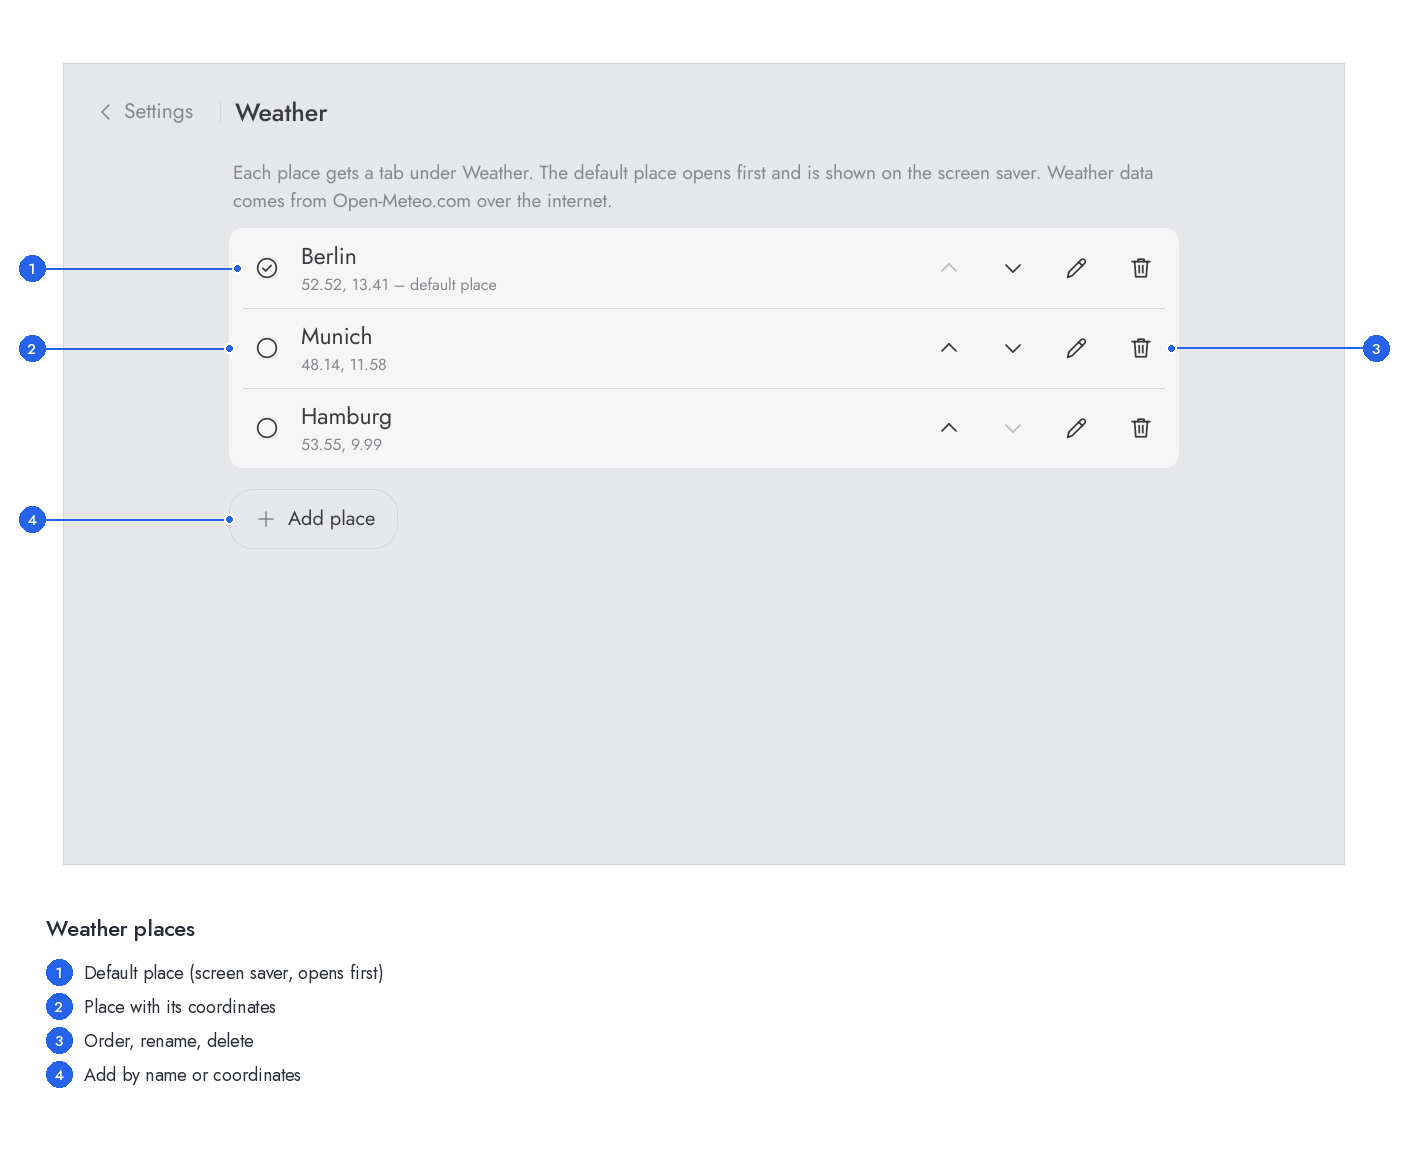 Settings
Weather
Each place gets a tab under Weather. The default place opens first and is shown on the screen saver. Weather data
comes from Open-Meteo.com over the internet.
1
Berlin
52.52, 13.41 – default place
2
Munich
48.14, 11.58
3
Hamburg
53.55, 9.99
4
Add place
Weather places
1 Default place (screen saver, opens first)
2 Place with its coordinates
3 Order, rename, delete
4 Add by name or coordinates